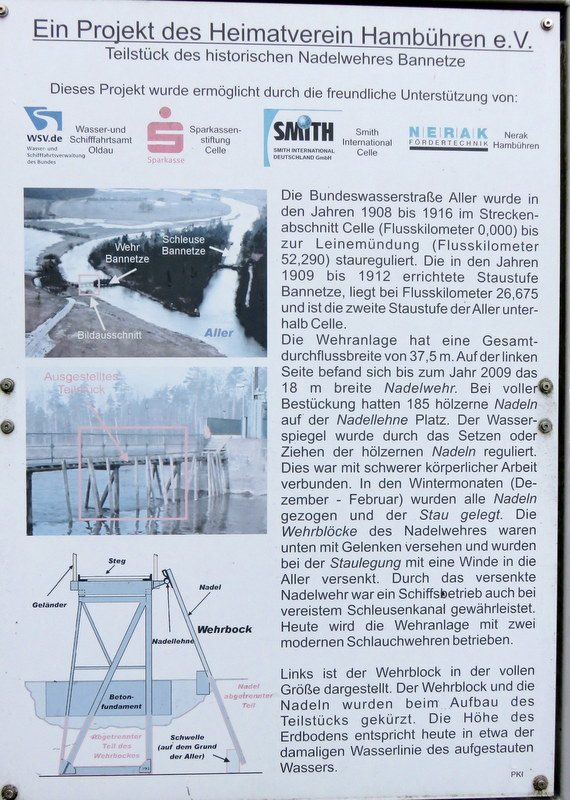 Ein Projekt des Heimatverein Hambühren e.V.
Teilstück des historischen Nadelwehres Bannetze
Dieses Projekt wurde ermöglicht durch die freundliche Unterstützung von:
WSV.de
Wasser- und
Schifffahrtsverwaltung
des Bundes
Wasser-und
Schifffahrtsamt
Oldau
Sparkasse
Sparkassen-
stiftung
Celle
SMITH
SMITH INTERNATIONAL
DEUTSCHLAND GmbH
Smith
International
Celle
NERAK
FÖRDERTECHNIK
Nerak
Hambühren
Wehr
Bannetze
Schleuse
Bannetze
Bildausschnitt
Aller
Ausgestelltes
Teilstück
Steg
Geländer
Nadel
Nadellehne
Wehrbock
Beton-
fundament
Nadel
abgetrennter
Teil
Abgetrennter
Teil des
Wehrbockes
Schwelle
(auf dem Grund
der Aller)
Die Bundeswasserstraße Aller wurde in
den Jahren 1908 bis 1916 im Strecken-
abschnitt Celle (Flusskilometer 0,000) bis
zur Leinemündung (Flusskilometer
52,290) staureguliert. Die in den Jahren
1909 bis 1912 errichtete Staustufe
Bannetze, liegt bei Flusskilometer 26,675
und ist die zweite Staustufe der Aller unter-
halb Celle.
Die Wehranlage hat eine Gesamt-
durchflussbreite von 37,5 m. Auf der linken
Seite befand sich bis zum Jahr 2009 das
18 m breite Nadelwehr. Bei voller
Bestückung hatten 185 hölzerne Nadeln
auf der Nadellehne Platz. Der Wasser-
spiegel wurde durch das Setzen oder
Ziehen der hölzernen Nadeln reguliert.
Dies war mit schwerer körperlicher Arbeit
verbunden. In den Wintermonaten (De-
zember - Februar) wurden alle Nadeln
gezogen und der Stau gelegt. Die
Wehrblöcke des Nadelwehres waren
unten mit Gelenken versehen und wurden
bei der Staulegung mit eine Winde in die
Aller versenkt. Durch das versenkte
Nadelwehr war ein Schiffsbetrieb auch bei
vereistem Schleusenkanal gewährleistet.
Heute wird die Wehranlage mit zwei
modernen Schlauchwehren betrieben.
Links ist der Wehrblock in der vollen
Größe dargestellt. Der Wehrblock und die
Nadeln wurden beim Aufbau des
Teilstücks gekürzt. Die Höhe des
Erdbodens entspricht heute in etwa der
damaligen Wasserlinie des aufgestauten
Wassers.
PKI